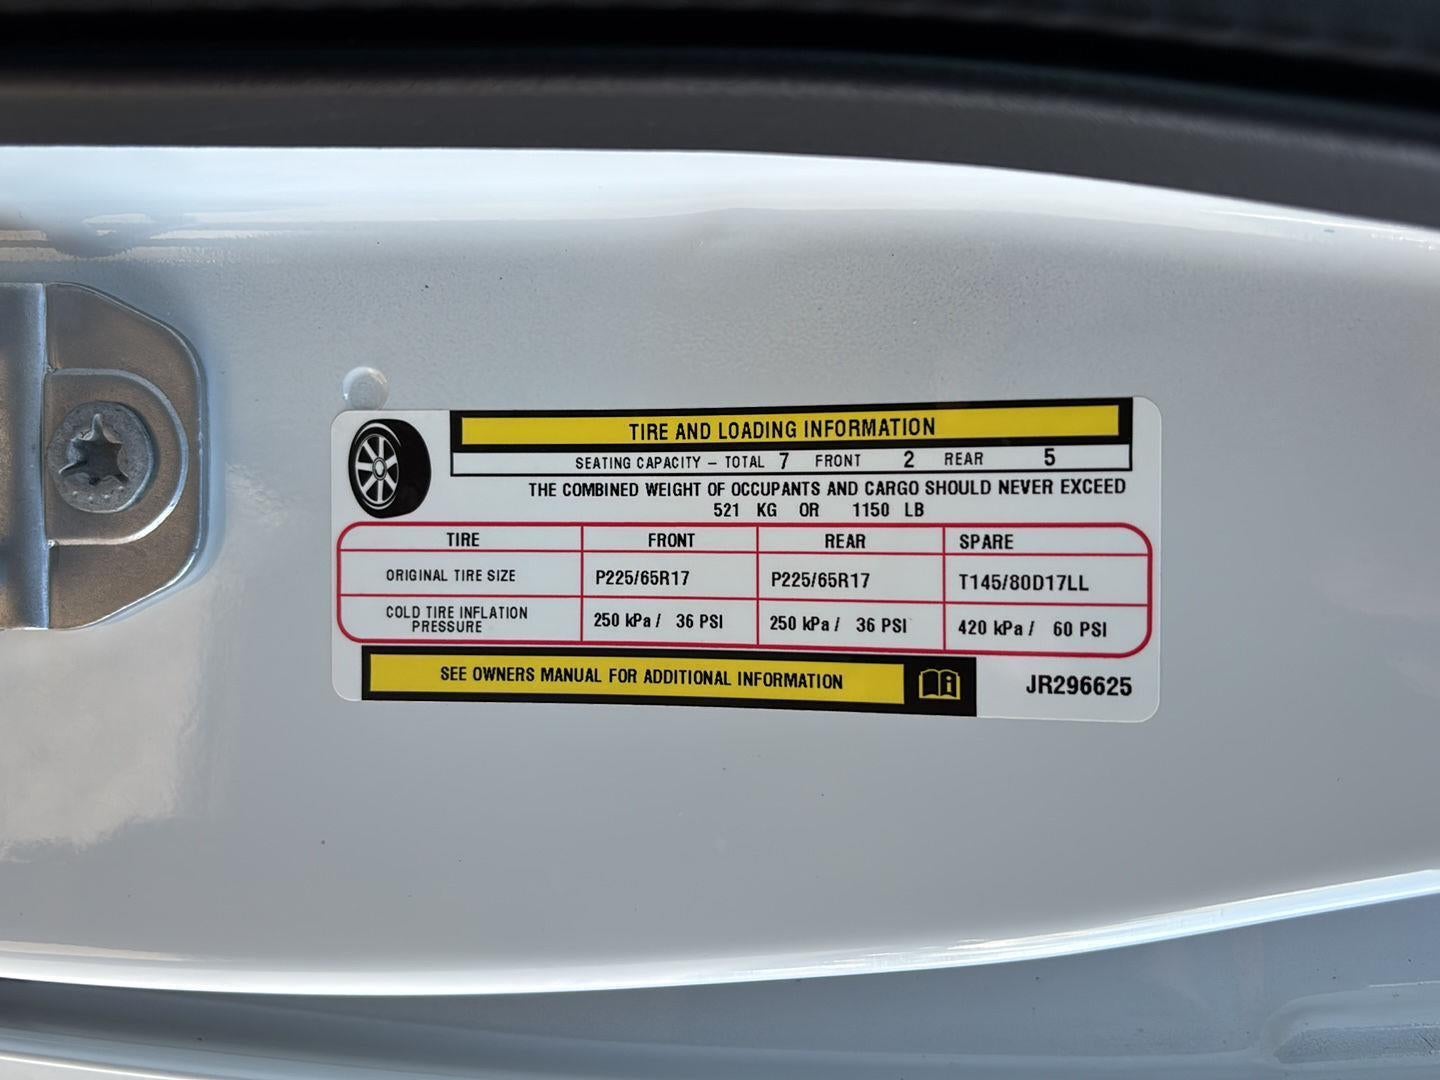 TIRE AND LOADING INFORMATION
SEATING CAPACITY – TOTAL 7 FRONT 2 REAR 5
THE COMBINED WEIGHT OF OCCUPANTS AND CARGO SHOULD NEVER EXCEED
521 KG OR 1150 LB
TIRE FRONT REAR SPARE
ORIGINAL TIRE SIZE P225/65R17 P225/65R17 T145/80D17LL
COLD TIRE INFLATION PRESSURE 250 kPa / 36 PSI 250 kPa / 36 PSI 420 kPa / 60 PSI
SEE OWNERS MANUAL FOR ADDITIONAL INFORMATION
JR296625